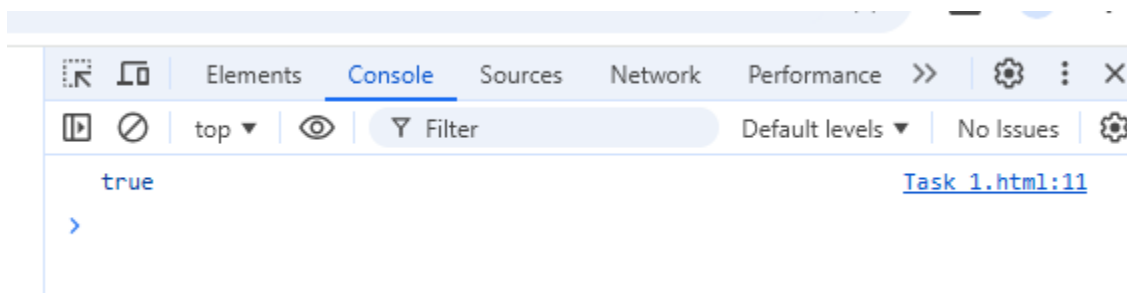 Elements Console Sources Network Performance
top Filter Default levels No Issues
true Task 1.html:11